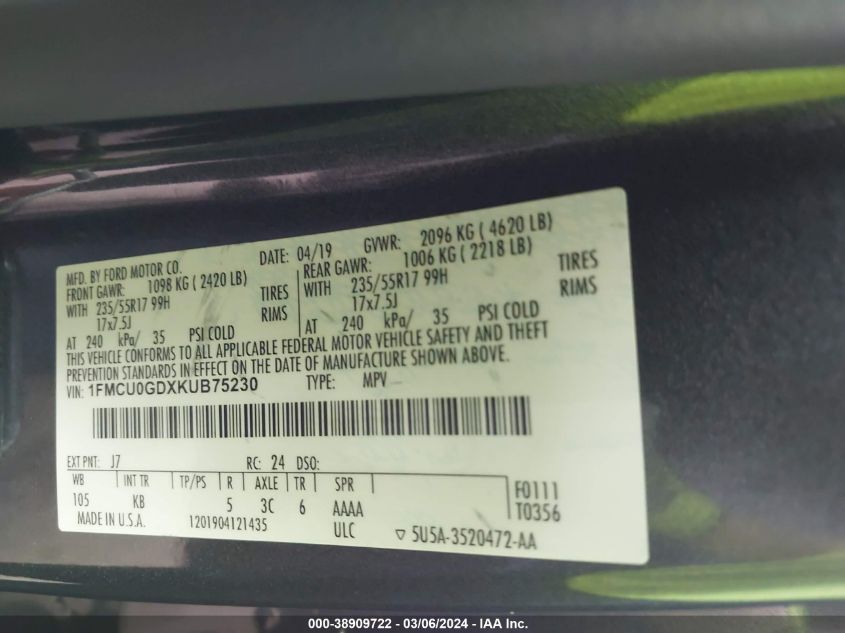 MFD. BY FORD MOTOR CO. DATE: 04/19 GVWR: 2096 KG ( 4620 LB)
FRONT GAWR: 1098 KG ( 2420 LB) REAR GAWR: 1006 KG ( 2218 LB)
WITH 235/55R17 99H TIRES WITH 235/55R17 99H TIRES
17x7.5J RIMS 17x7.5J RIMS
AT 240 kPa/ 35 PSI COLD AT 240 kPa/ 35 PSI COLD
THIS VEHICLE CONFORMS TO ALL APPLICABLE FEDERAL MOTOR VEHICLE SAFETY AND THEFT
PREVENTION STANDARDS IN EFFECT ON THE DATE OF MANUFACTURE SHOWN ABOVE.
VIN: 1FMCU0GDXKUB75230 TYPE: MPV
EXT PNT: J7 RC: 24 DSO:
WB INT TR TP/PS R AXLE TR SPR
105 KB 5 3C 6 AAAA F0111
T0356
MADE IN U.S.A. 1201904121435 ULC ▽ 5U5A-3520472-AA
000-38909722 - 03/06/2024 - IAA Inc.